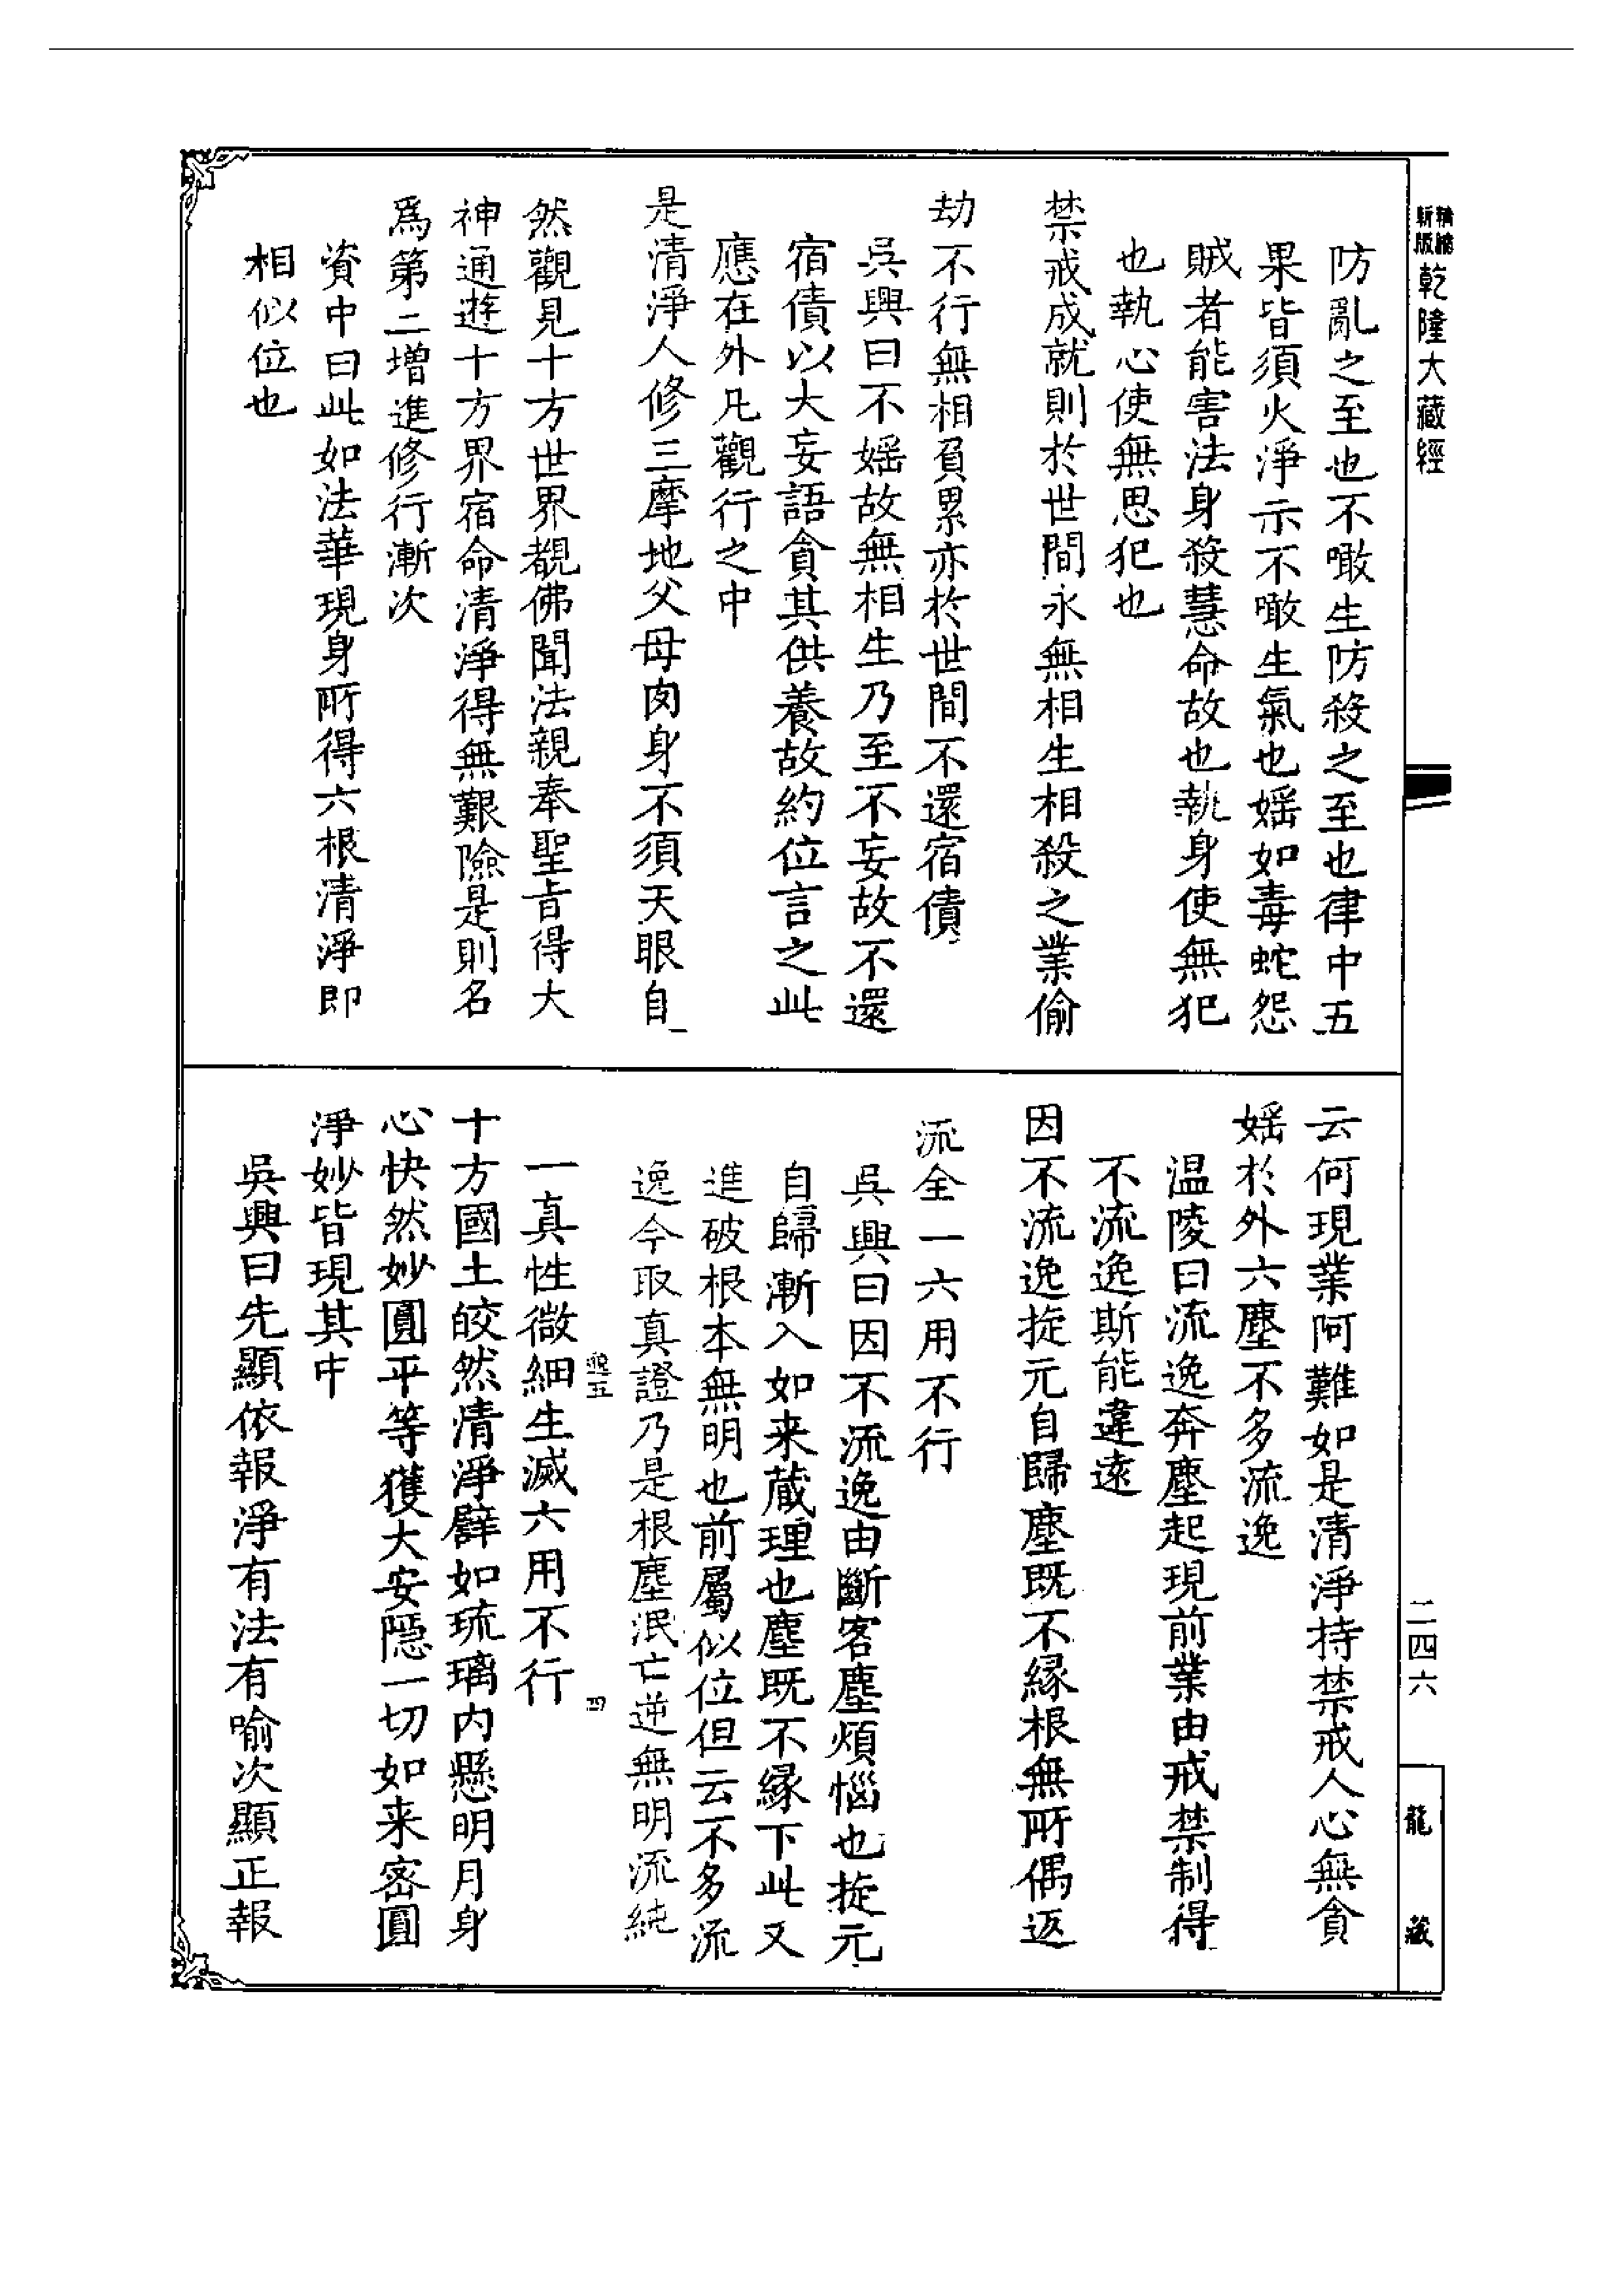 精縮新版乾隆大藏經
防亂之至也不噉生防殺之至也律中五
果皆須火淨示不噉生氣也婬如毒蛇怨
賊者能害法身殺慧命故也執身使無犯
也執心使無思犯也
禁戒成就則於世間永無相生相殺之業偷
劫不行無相負累亦於世間不還宿債
吳興曰不婬故無相生乃至不妄故不還
宿債以大妄語貪其供養故約位言之此
應在外凡觀行之中
是清淨人修三摩地父母肉身不須天眼自
然觀見十方世界覩佛聞法親奉聖旨得大
神通遊十方界宿命清淨得無艱險是則名
爲第二增進修行漸次
資中曰此如法華現身所得六根清淨即
相似位也
云何現業阿難如是清淨持禁戒人心無貪
婬於外六塵不多流逸
温陵曰流逸奔塵起現前業由戒禁制得
不流逸斯能違遠
因不流逸旋元自歸塵既不緣根無所偶返
流全一六用不行
吳興曰因不流逸由斷客塵煩惱也旋元
自歸漸入如来藏理也塵既不緣下此又
進破根本無明也前屬似位但云不多流
逸今取真證乃是根塵泯亡逆無明流純
一真性微細生滅六用不行
四
十方國土皎然清淨譬如琉璃内懸明月身
心快然妙圓平等獲大安隱一切如来密圓
淨妙皆現其中
吳興曰先顯依報淨有法有喻次顯正報
二四六
龍藏